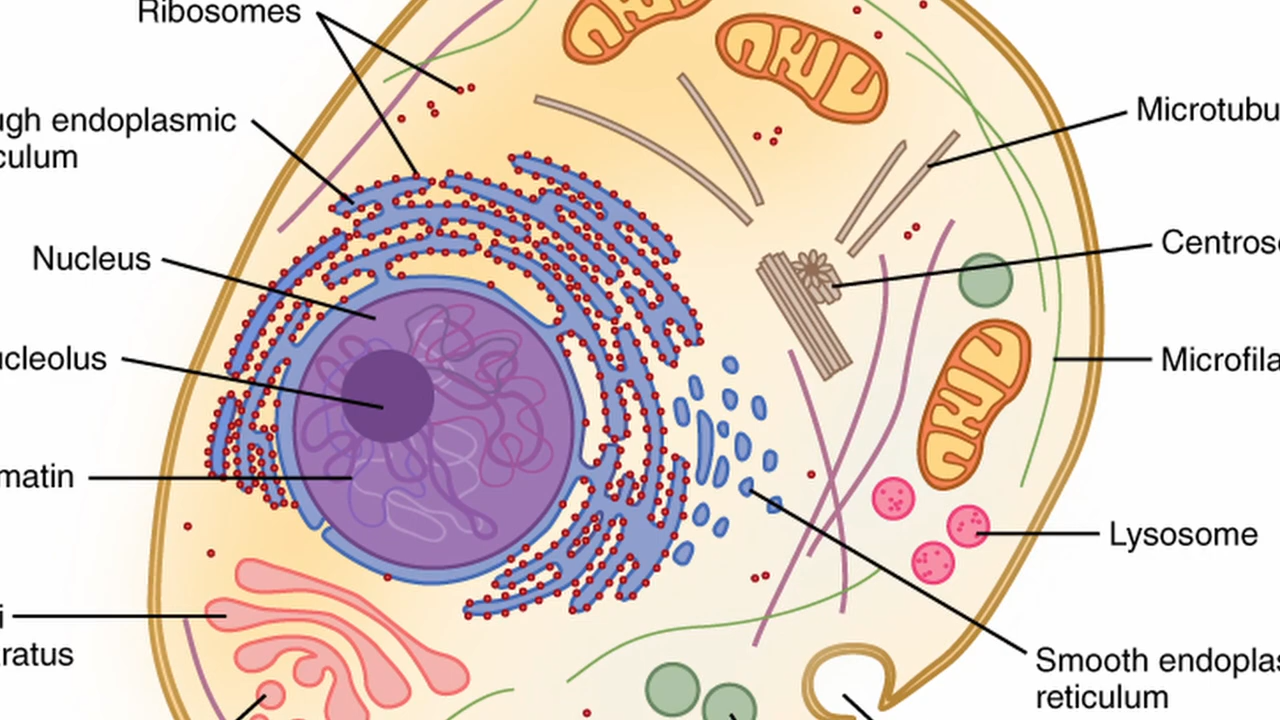 Ribosomes
ugh endoplasmic
culum
Nucleus
ucleolus
matin
i
ratus
Microtubu
Centros
Microfila
Lysosome
Smooth endoplas
reticulum